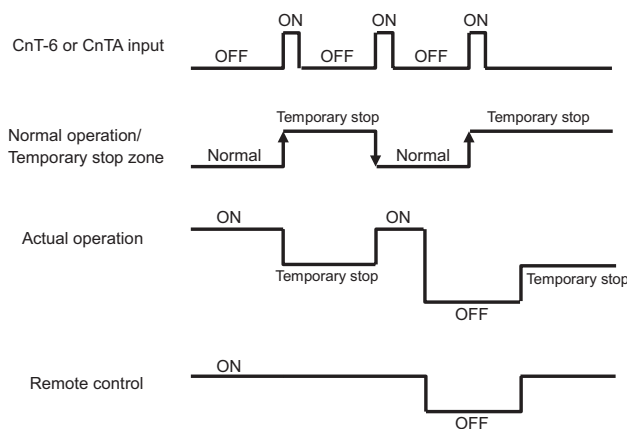 ON ON ON
CnT-6 or CnTA input
OFF OFF OFF
Temporary stop Temporary stop
Normal operation/
Temporary stop zone
Normal Normal
ON ON
Actual operation
Temporary stop Temporary stop
OFF
ON
Remote control
OFF